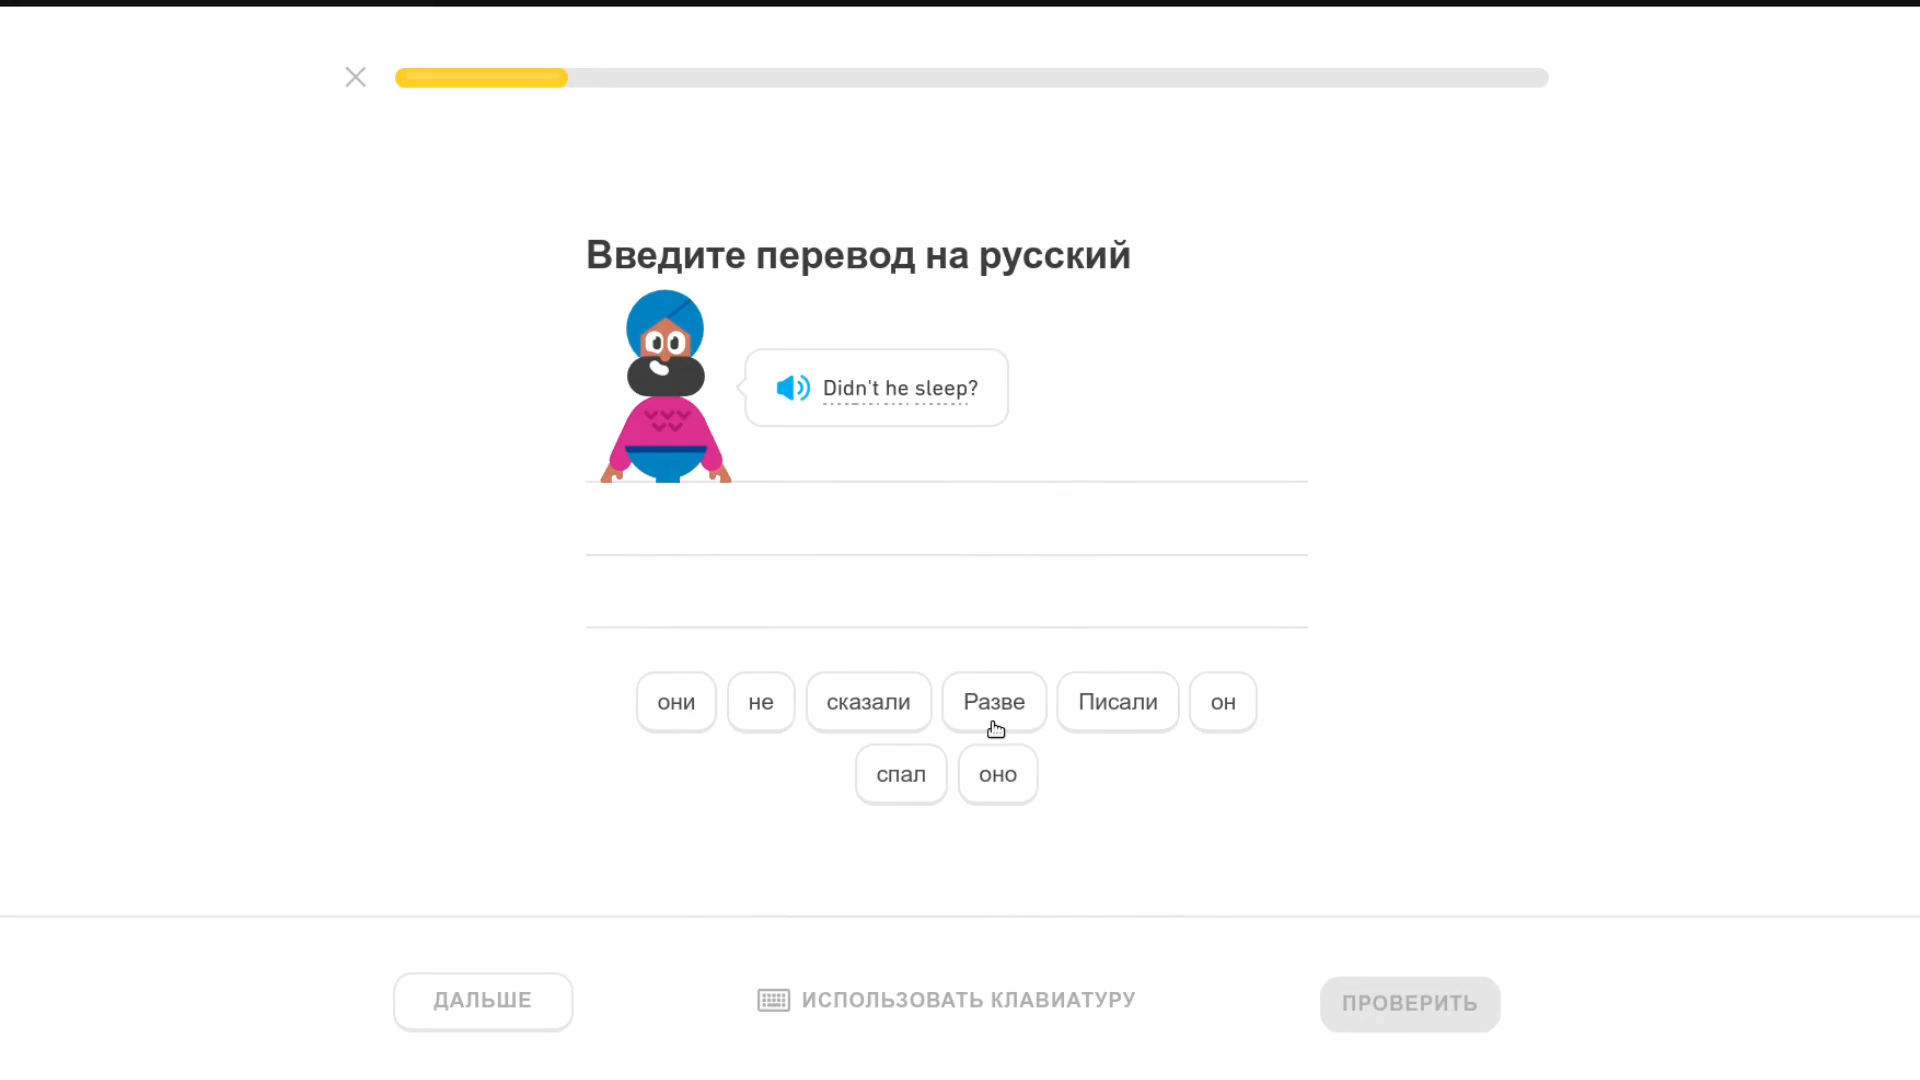 Введите перевод на русский
Didn't he sleep?
они не сказали Разве Писали он
спал оно
ДАЛЬШЕ ИСПОЛЬЗОВАТЬ КЛАВИАТУРУ ПРОВЕРИТЬ